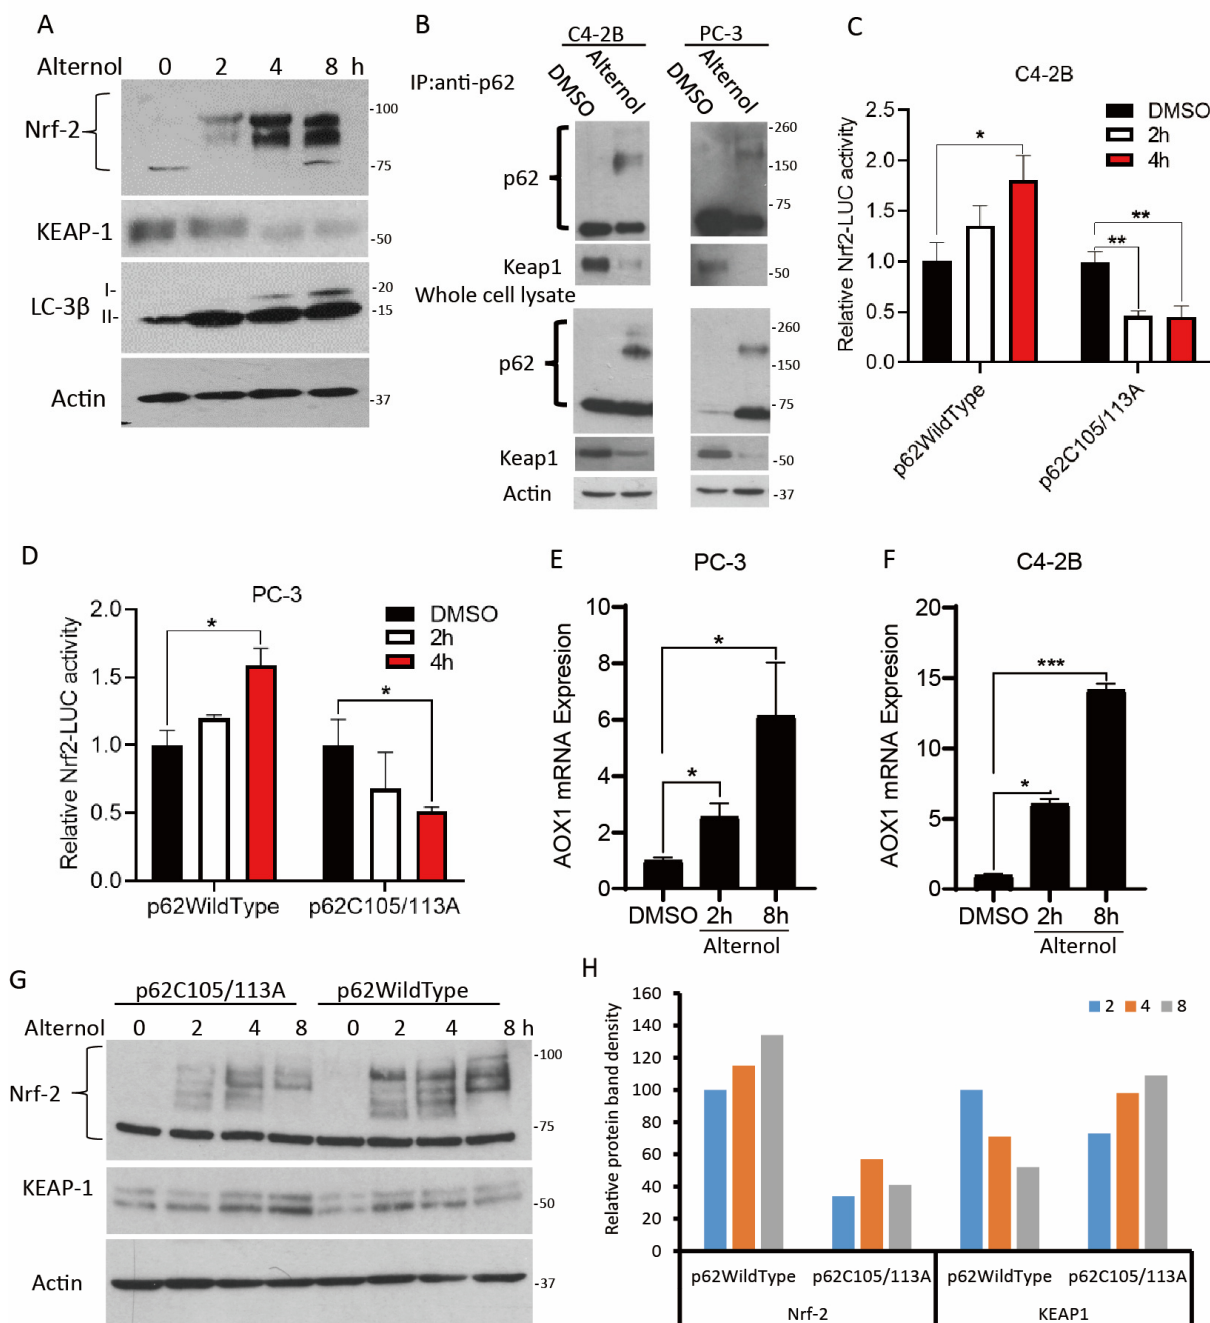 A
Alternol 0 2 4 8 h
Nrf-2
-100
-75
KEAP-1
-50
LC-3β
I-
II-
-20
-15
Actin
-37
B
C4-2B PC-3
IP:anti-p62
DMSO Alternol DMSO Alternol
p62
-260
-150
-75
Keap1
-50
Whole cell lysate
p62
-260
-150
-75
Keap1
-50
Actin
-37
C
C4-2B
Relative Nrf2-LUC activity
2.5
2.0
1.5
1.0
0.5
0.0
DMSO
2h
4h
*
**
**
p62WildType
p62C105/113A
D
PC-3
Relative Nrf2-LUC activity
2.0
1.5
1.0
0.5
0.0
DMSO
2h
4h
*
*
p62WildType p62C105/113A
E
PC-3
AOX1 mRNA Expresion
10
8
6
4
2
0
*
*
DMSO 2h 8h
Alternol
F
C4-2B
AOX1 mRNA Expresion
20
15
10
5
0
***
*
DMSO 2h 8h
Alternol
G
p62C105/113A p62WildType
Alternol 0 2 4 8 0 2 4 8 h
Nrf-2
-100
-75
KEAP-1
-50
Actin
-37
H
Relative protein band density
160
140
120
100
80
60
40
20
0
2 4 8
p62WildType p62C105/113A p62WildType p62C105/113A
Nrf-2 KEAP1